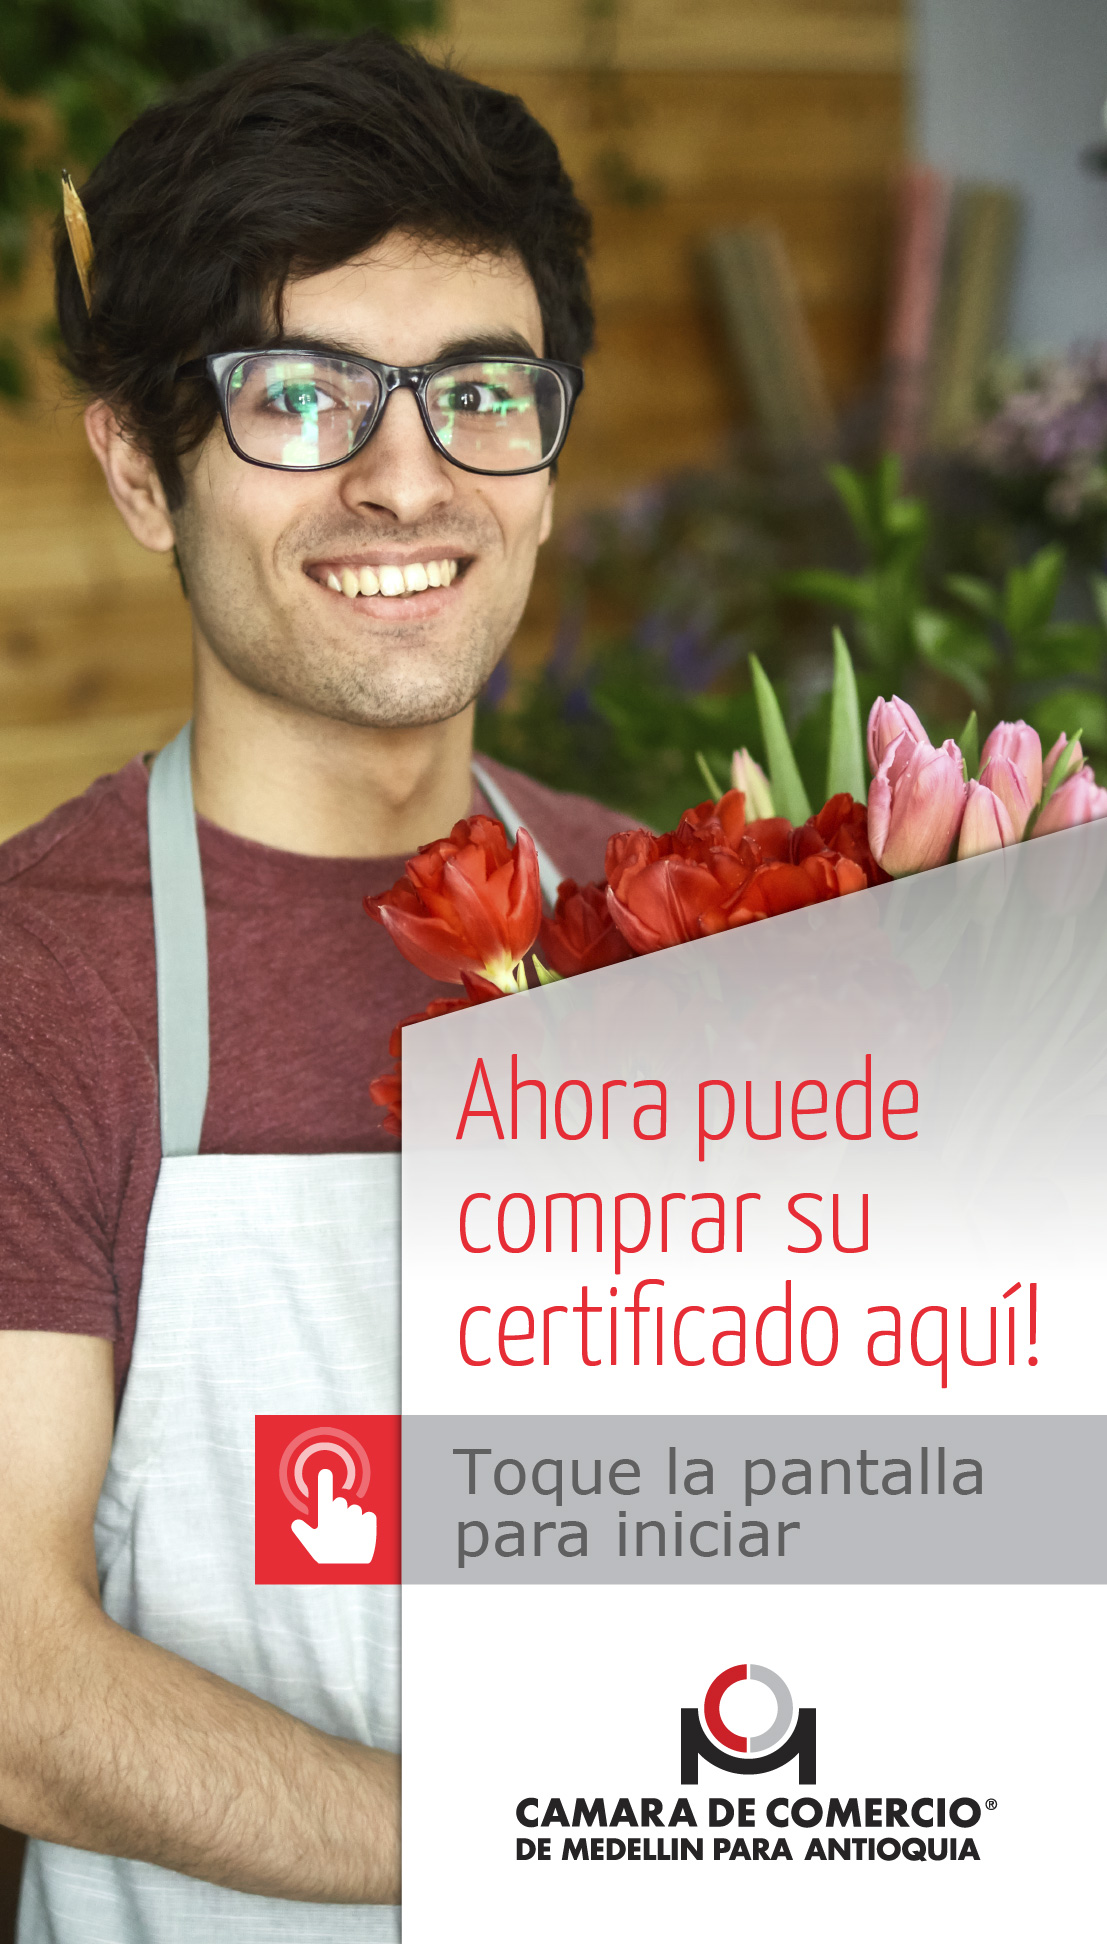 Ahora puede
comprar su
certificado aquí!
Toque la pantalla
para iniciar
CAMARA DE COMERCIO®
DE MEDELLIN PARA ANTIOQUIA